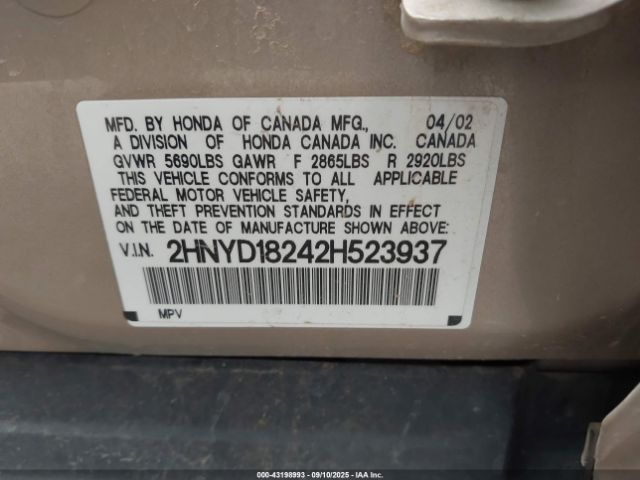 MFD. BY HONDA OF CANADA MFG., 04/02
A DIVISION OF HONDA CANADA INC. CANADA
GVWR 5690LBS GAWR F 2865LBS R 2920LBS
THIS VEHICLE CONFORMS TO ALL APPLICABLE
FEDERAL MOTOR VEHICLE SAFETY,
AND THEFT PREVENTION STANDARDS IN EFFECT
ON THE DATE OF MANUFACTURE SHOWN ABOVE:
V.I.N. 2HNYD18242H523937
MPV
000-43198993 - 09/10/2025 - IAA Inc.